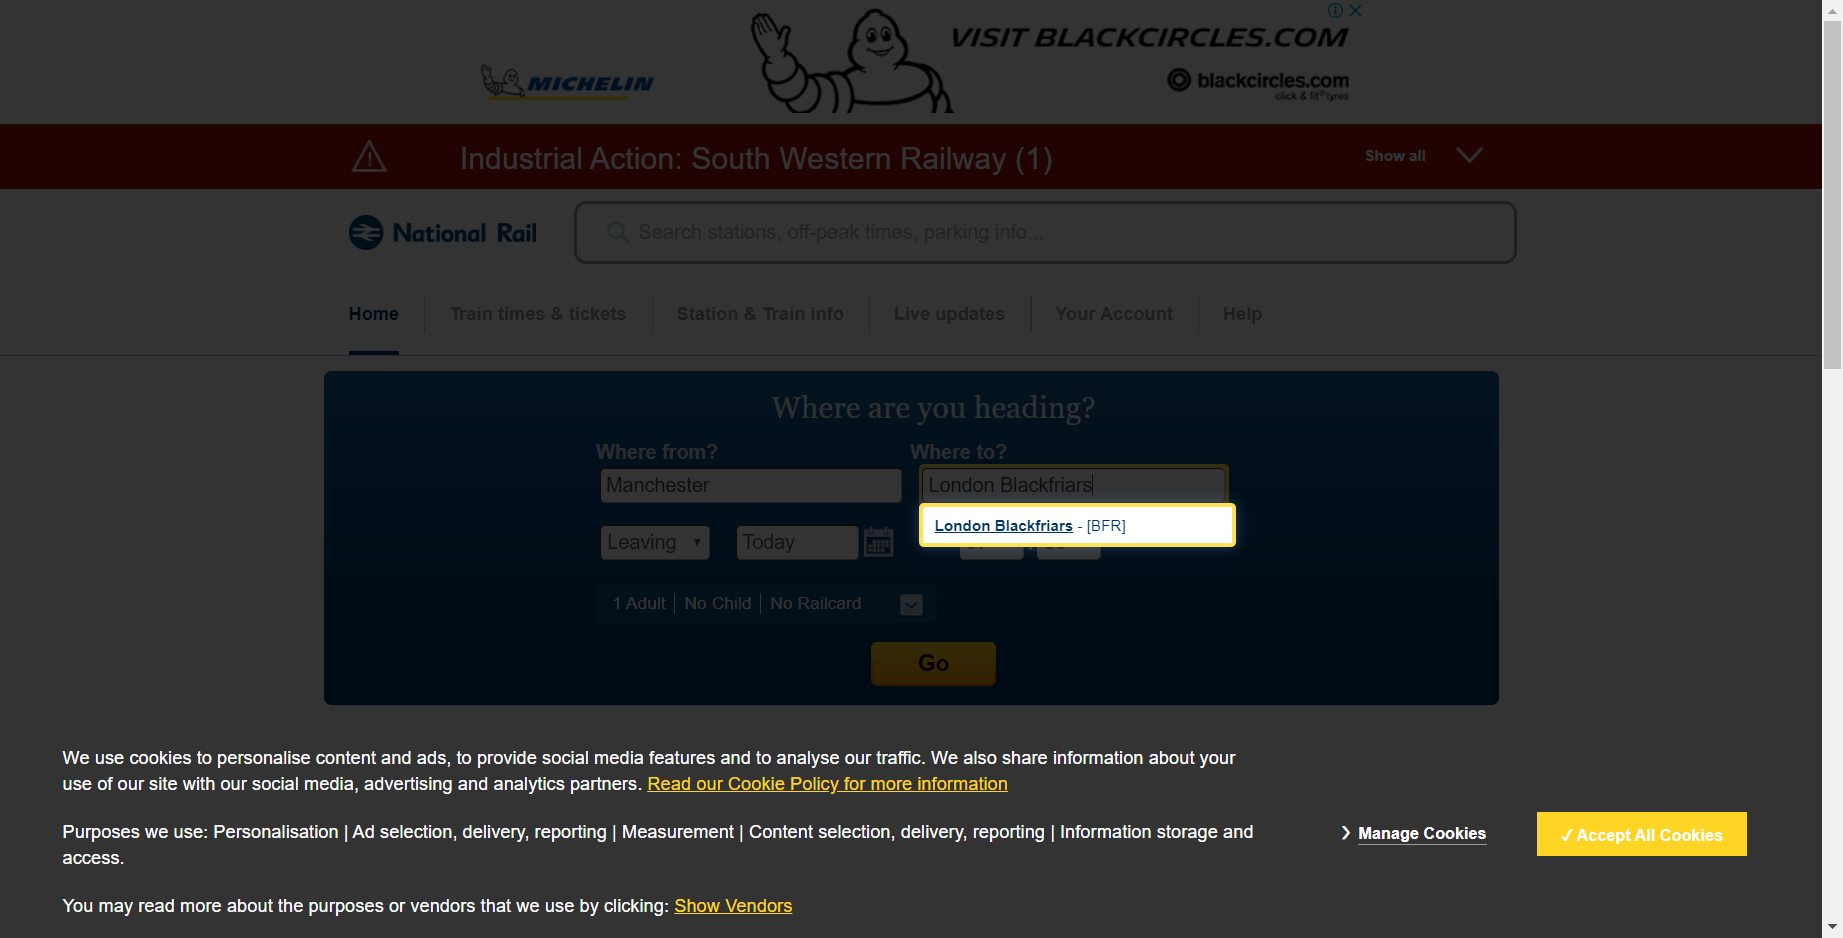 VISIT BLACKCIRCLES.COM
MICHELIN
blackcircles.com
click & fit® tyres
Industrial Action: South Western Railway (1)
Show all
National Rail
Search stations, off-peak times, parking info...
Home
Train times & tickets
Station & Train info
Live updates
Your Account
Help
Where are you heading?
Where from?
Where to?
Manchester
London Blackfriars
London Blackfriars - [BFR]
Leaving
Today
1 Adult | No Child | No Railcard
Go
We use cookies to personalise content and ads, to provide social media features and to analyse our traffic. We also share information about your
use of our site with our social media, advertising and analytics partners. Read our Cookie Policy for more information
Purposes we use: Personalisation | Ad selection, delivery, reporting | Measurement | Content selection, delivery, reporting | Information storage and
access.
Manage Cookies
✓ Accept All Cookies
You may read more about the purposes or vendors that we use by clicking: Show Vendors